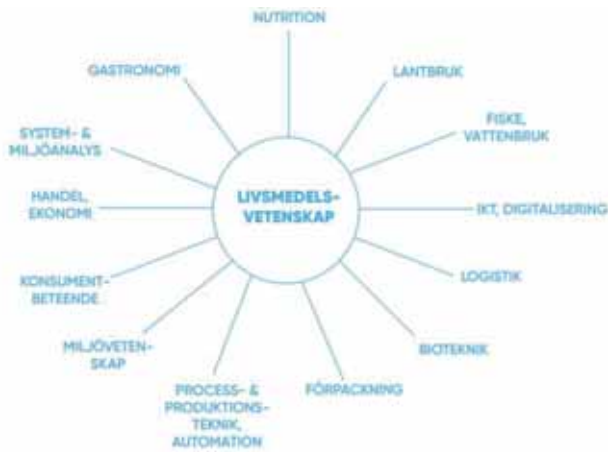 NUTRITION
GASTRONOMI
LANTBRUK
FISKE,
VATTENBRUK
SYSTEM- &
MILJÖANALYS
HANDEL,
EKONOMI
LIVSMEDELS-
VETENSKAP
IKT, DIGITALISERING
KONSUMENT-
BETEENDE
LOGISTIK
MILJÖVETEN-
SKAP
BIOTEKNIK
PROCESS- &
PRODUKTIONS-
TEKNIK,
AUTOMATION
FÖRPACKNING